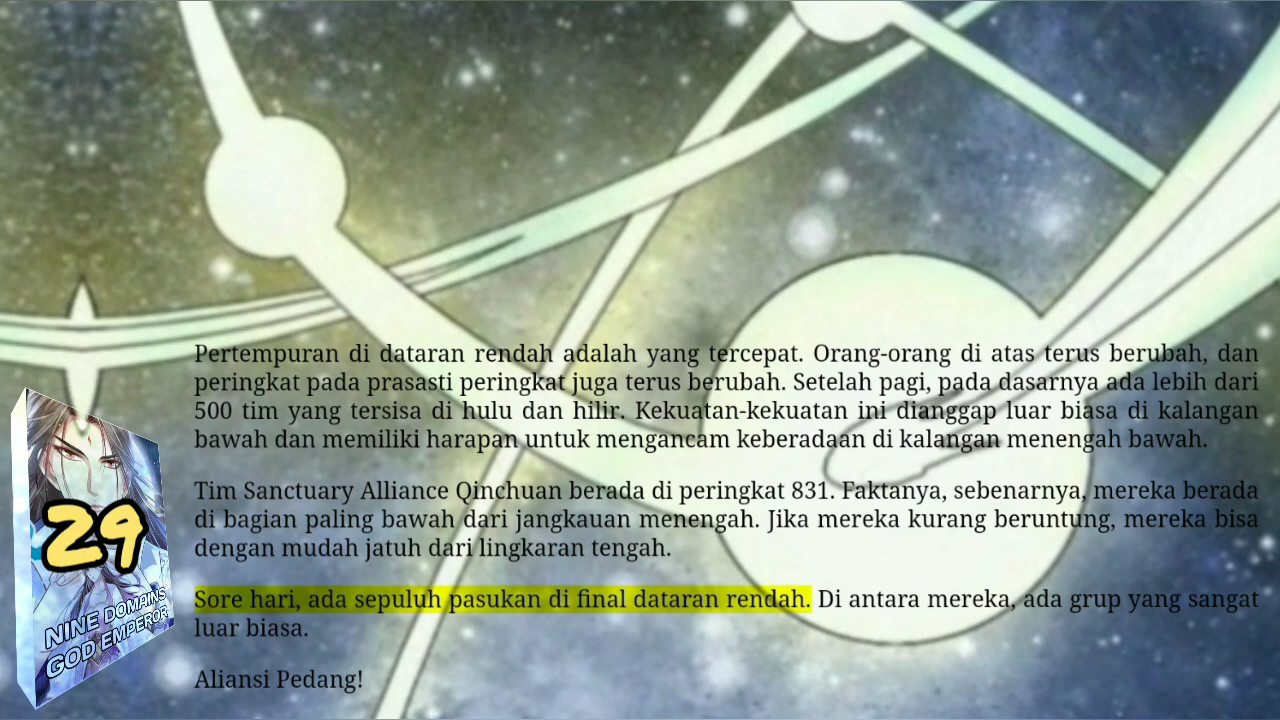 Pertempuran di dataran rendah adalah yang tercepat. Orang-orang di atas terus berubah, dan
peringkat pada prasasti peringkat juga terus berubah. Setelah pagi, pada dasarnya ada lebih dari
500 tim yang tersisa di hulu dan hilir. Kekuatan-kekuatan ini dianggap luar biasa di kalangan
bawah dan memiliki harapan untuk mengancam keberadaan di kalangan menengah bawah.
Tim Sanctuary Alliance Qinchuan berada di peringkat 831. Faktanya, sebenarnya, mereka berada
di bagian paling bawah dari jangkauan menengah. Jika mereka kurang beruntung, mereka bisa
dengan mudah jatuh dari lingkaran tengah.
Sore hari, ada sepuluh pasukan di final dataran rendah. Di antara mereka, ada grup yang sangat
luar biasa.
Aliansi Pedang!
29
NINE DOMAINS
GOD EMPEROR